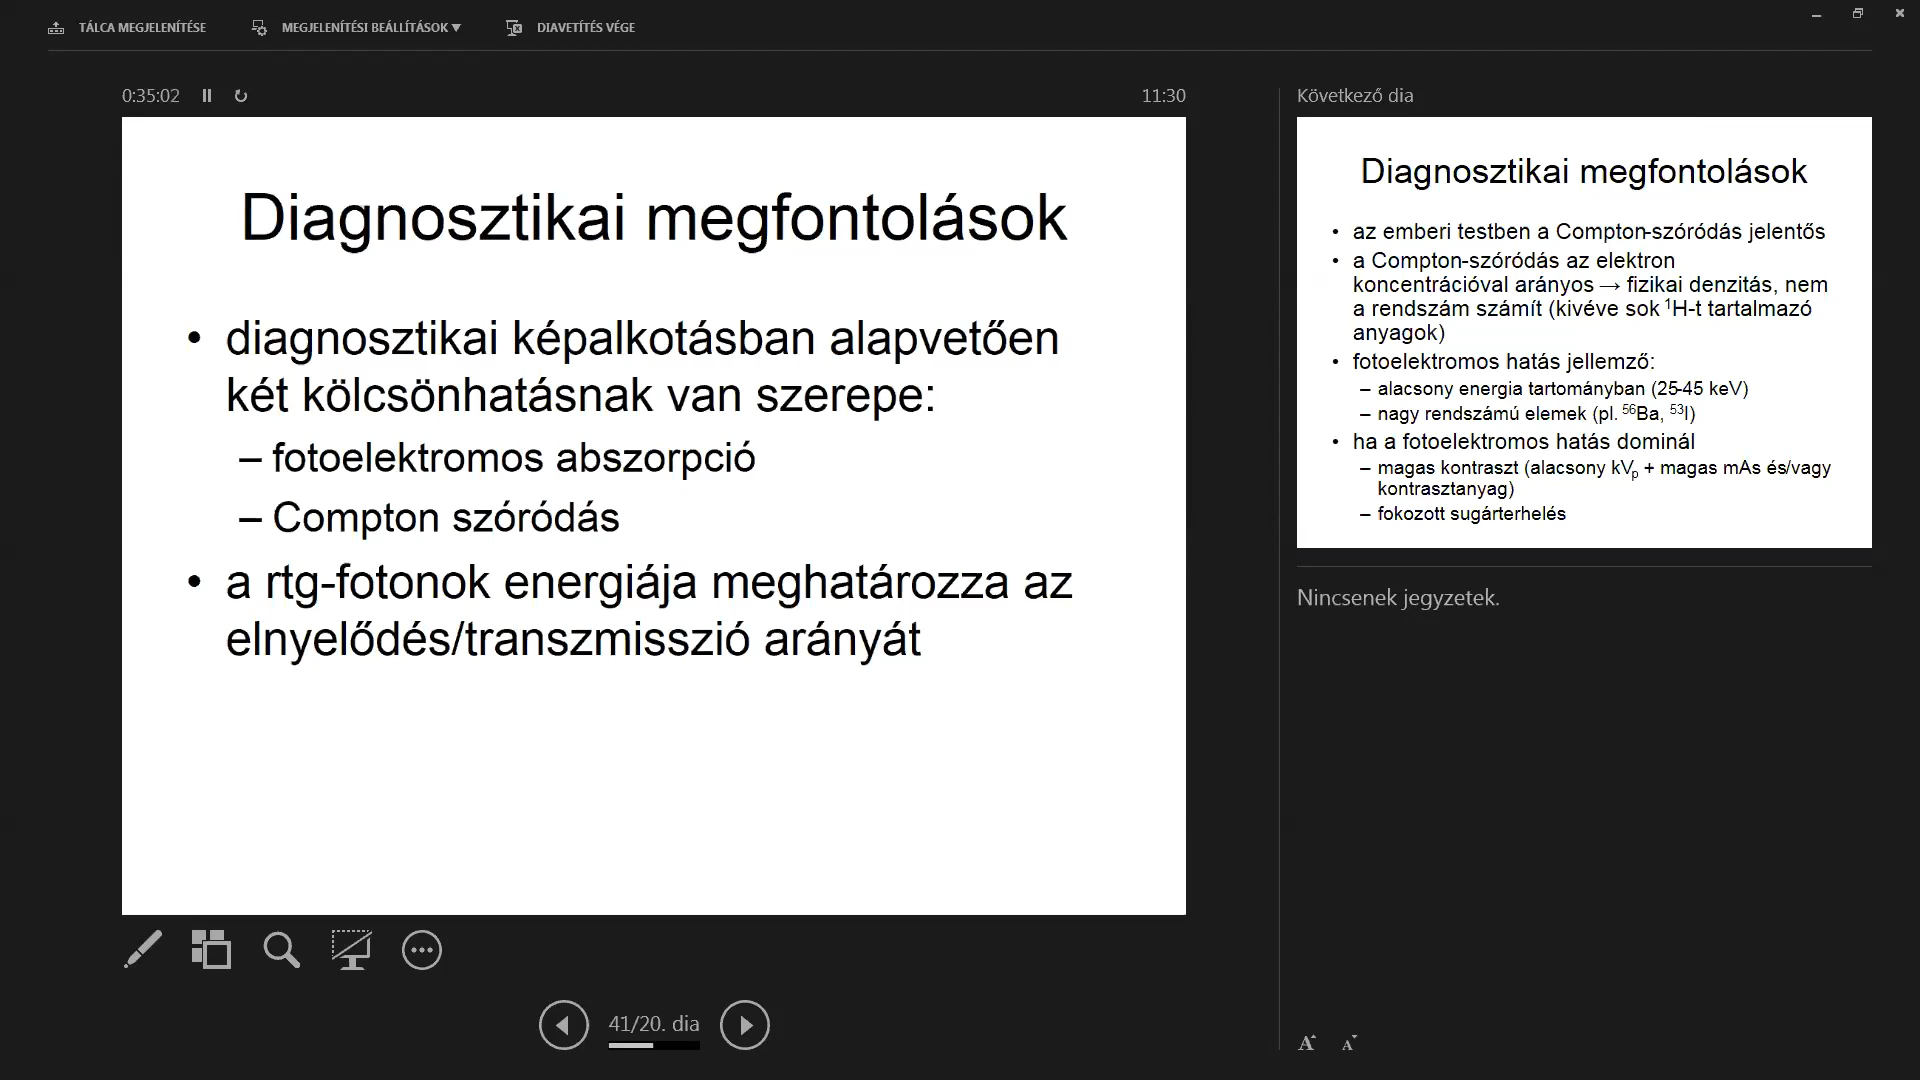 TÁLCA MEGJELENÍTÉSE
MEGJELENÍTÉSI BEÁLLÍTÁSOK ▼
DIAVETÍTÉS VÉGE
0:35:02
11:30
Diagnosztikai megfontolások
• diagnosztikai képalkotásban alapvetően
két kölcsönhatásnak van szerepe:
– fotoelektromos abszorpció
– Compton szóródás
• a rtg-fotonok energiája meghatározza az
elnyelődés/transzmisszió arányát
41/20. dia
Következő dia
Diagnosztikai megfontolások
• az emberi testben a Compton-szóródás jelentős
• a Compton-szóródás az elektron
koncentrációval arányos → fizikai denzitás, nem
a rendszám számít (kivéve sok ¹H-t tartalmazó
anyagok)
• fotoelektromos hatás jellemző:
– alacsony energia tartományban (25-45 keV)
– nagy rendszámú elemek (pl. ⁵⁶Ba, ⁵³I)
• ha a fotoelektromos hatás dominál
– magas kontraszt (alacsony kVₚ + magas mAs és/vagy
kontrasztanyag)
– fokozott sugárterhelés
Nincsenek jegyzetek.
A A